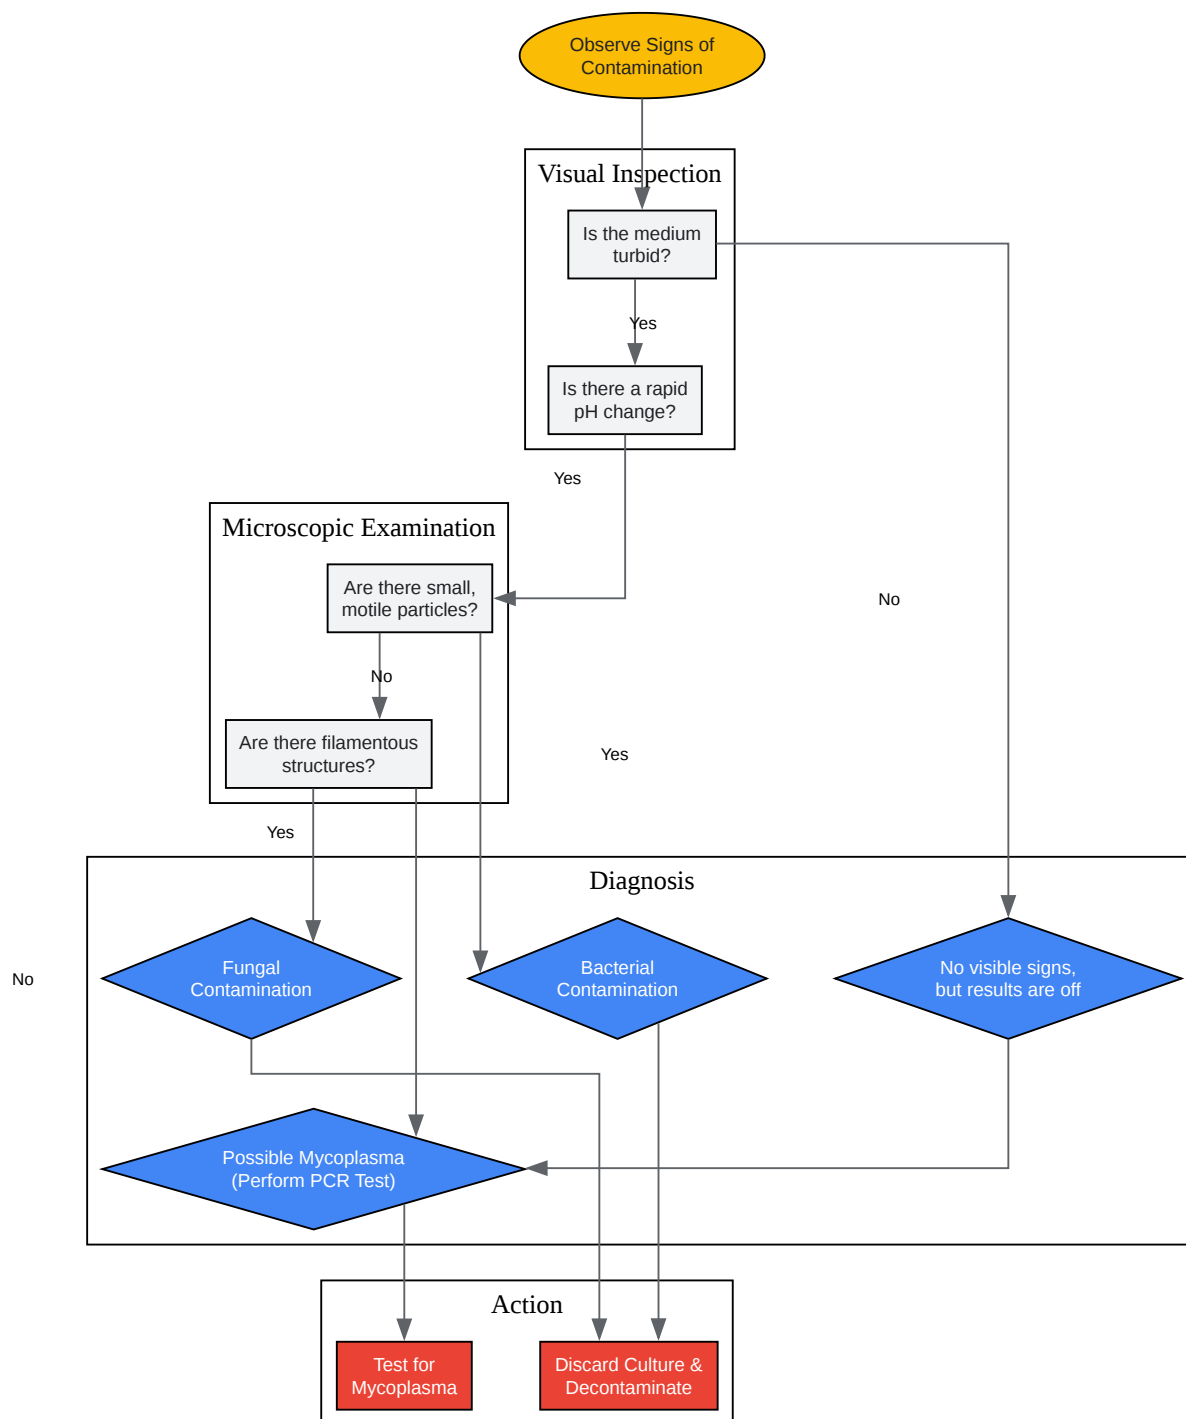 Observe Signs of
Contamination
Visual Inspection
Is the medium
turbid?
Yes
Is there a rapid
pH change?
Yes
Microscopic Examination
Are there small,
motile particles?
No
No
Are there filamentous
structures?
Yes
Yes
Diagnosis
Fungal
Contamination
Bacterial
Contamination
No visible signs,
but results are off
No
Possible Mycoplasma
(Perform PCR Test)
Action
Test for
Mycoplasma
Discard Culture &
Decontaminate